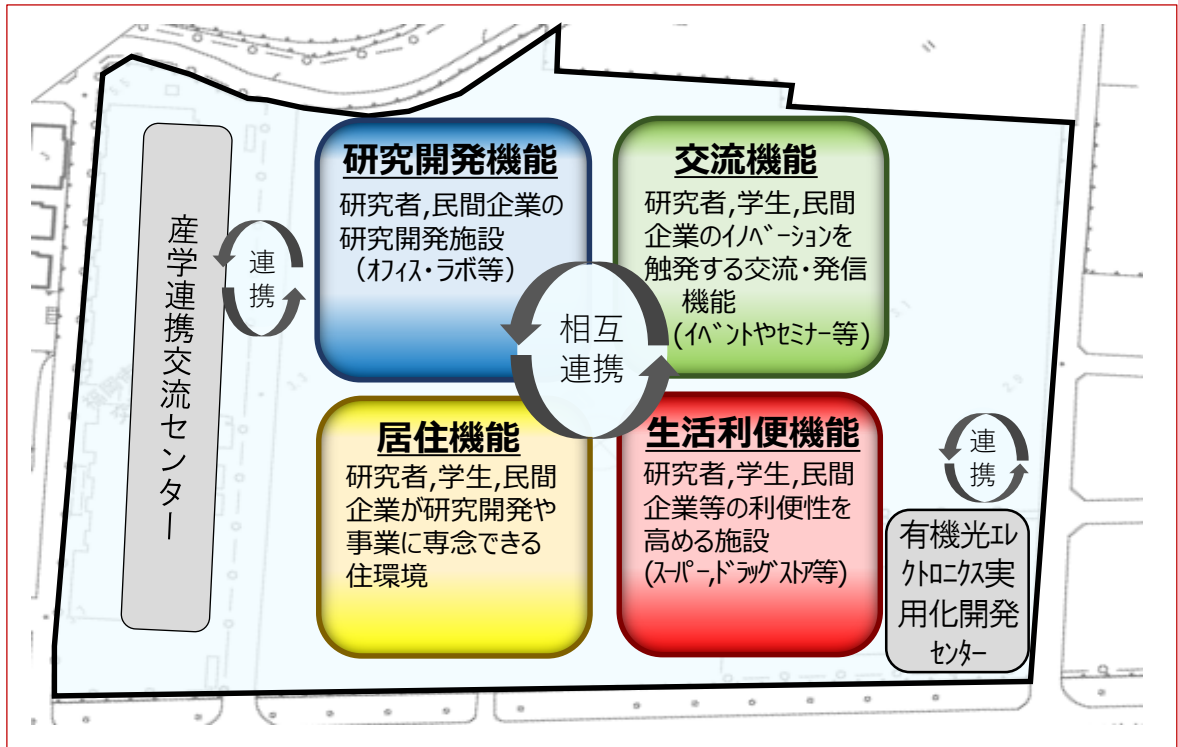 産学連携交流センター
連
携
研究開発機能
研究者,民間企業の
研究開発施設
（ｵﾌｨｽ・ラボ等）
交流機能
研究者,学生,民間
企業のｲﾉﾍﾞｰｼｮﾝを
触発する交流・発信
機能
(ｲﾍﾞﾝﾄやセミナー等)
相互
連携
居住機能
研究者,学生,民間
企業が研究開発や
事業に専念できる
住環境
生活利便機能
研究者,学生,民間
企業等の利便性を
高める施設
(ｽｰﾊﾟｰ,ﾄﾞﾗｯｸﾞｽﾄｱ等)
連
携
有機光ｴﾚ
ｸﾄﾛﾆｸｽ実
用化開発
ｾﾝﾀｰ